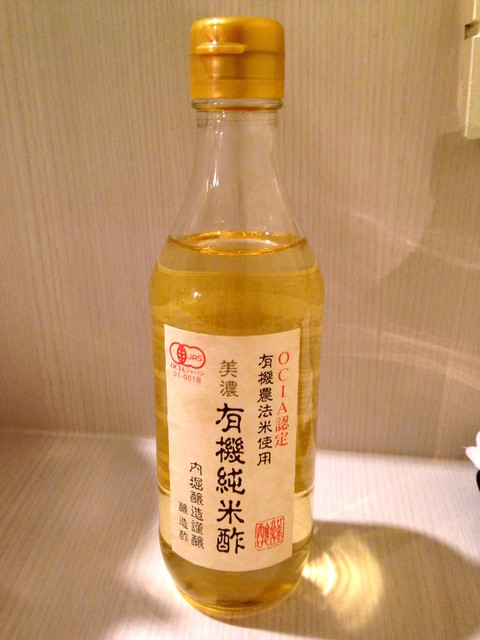 OCIA認定
有機農法米使用
美濃
有機純米酢
内堀醸造謹醸
醸造酢
JAS
OCIAジャパン
01-5018